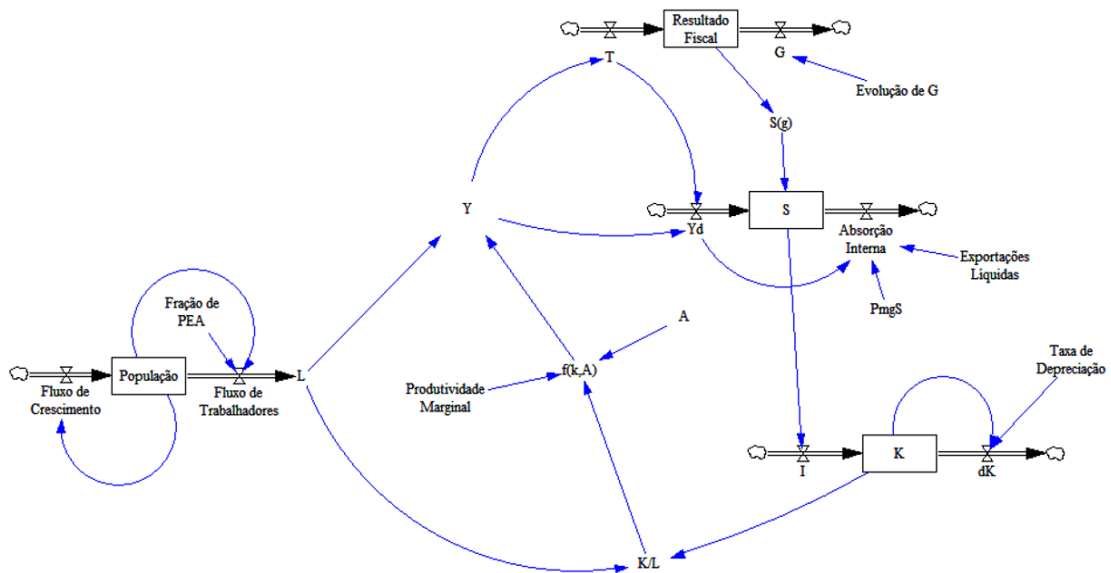 Resultado
Fiscal
T
G
Evolução de G
S(g)
Y
S
Yd
Absorção
Interna
Exportações
Líquidas
PmgS
Fração de
PEA
A
População
L
Fluxo de
Crescimento
Fluxo de
Trabalhadores
f(k,A)
Produtividade
Marginal
Taxa de
Depreciação
K
I
dK
K/L